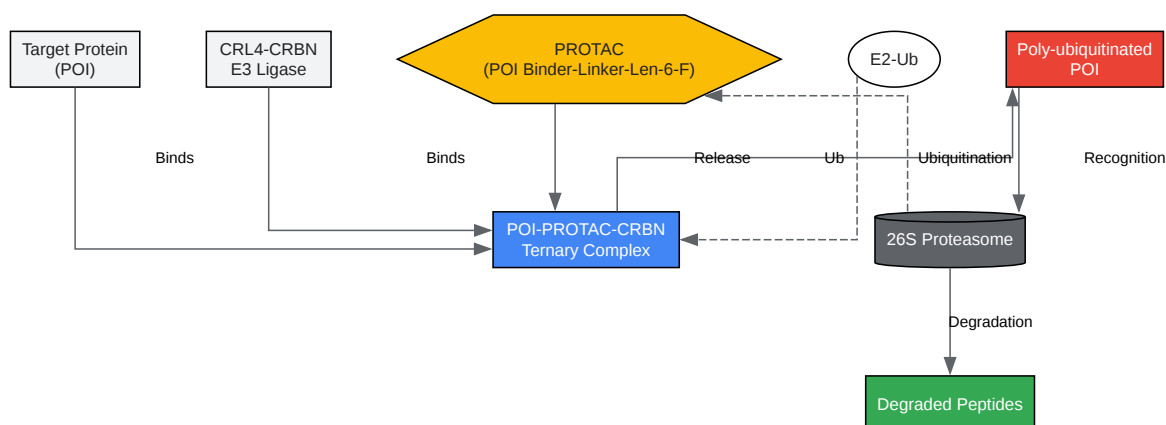 Target Protein
(POI)
CRL4-CRBN
E3 Ligase
PROTAC
(POI Binder-Linker-Len-6-F)
E2-Ub
Poly-ubiquitinated
POI
Binds
Binds
Release
Ub
Ubiquitination
Recognition
POI-PROTAC-CRBN
Ternary Complex
26S Proteasome
Degradation
Degraded Peptides